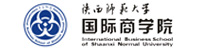 陕西师范大学
国际商学院
International Business School
of Shaanxi Normal University